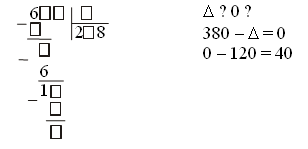 − 6□□ □
□ 2□8
− □
6
− 1□
□
□
Δ ? 0 ?
380 – Δ = 0
0 – 120 = 40